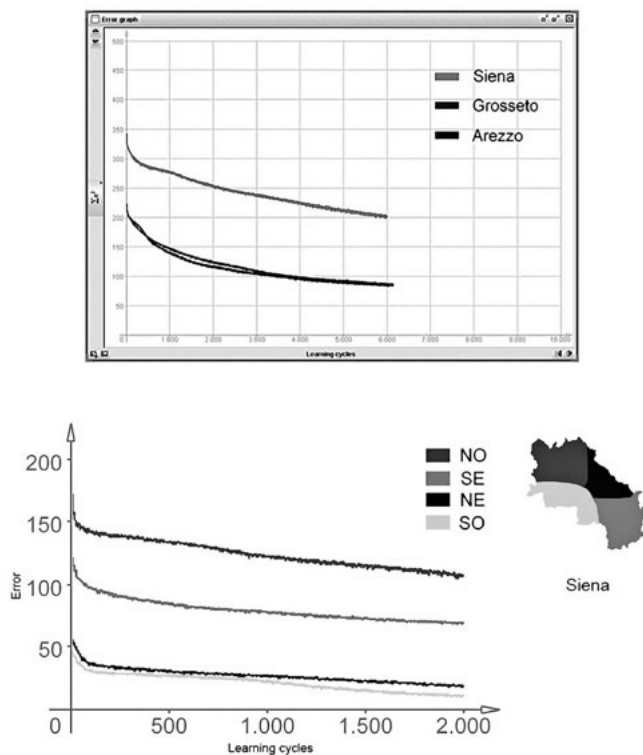 Error graph
500
450
400
350
300
250
200
150
100
50
0
Σe²
Siena
Grosseto
Arezzo
0 1 1.000 2.000 3.000 4.000 5.000 6.000 7.000 8.000 9.000 10.000
Learning cycles
200
150
100
50
Error
NO
SE
NE
SO
Siena
0 500 1.000 1.500 2.000
Learning cycles